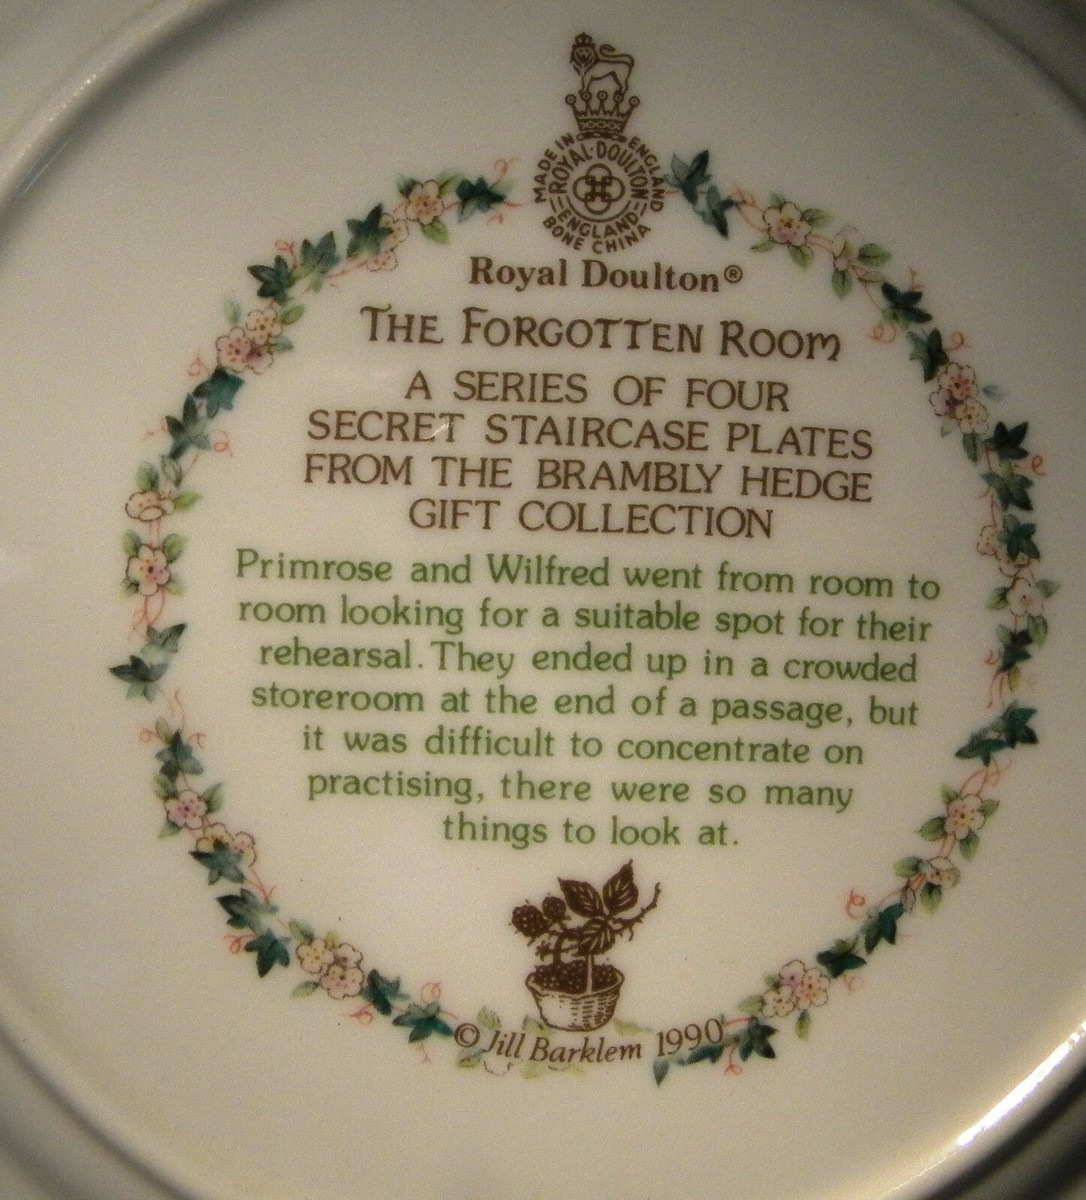 MADE IN ENGLAND
ROYAL·DOULTON
ENGLAND
BONE CHINA
Royal Doulton®
THE FORGOTTEN ROOM
A SERIES OF FOUR
SECRET STAIRCASE PLATES
FROM THE BRAMBLY HEDGE
GIFT COLLECTION
Primrose and Wilfred went from room to
room looking for a suitable spot for their
rehearsal. They ended up in a crowded
storeroom at the end of a passage, but
it was difficult to concentrate on
practising, there were so many
things to look at.
© Jill Barklem 1990